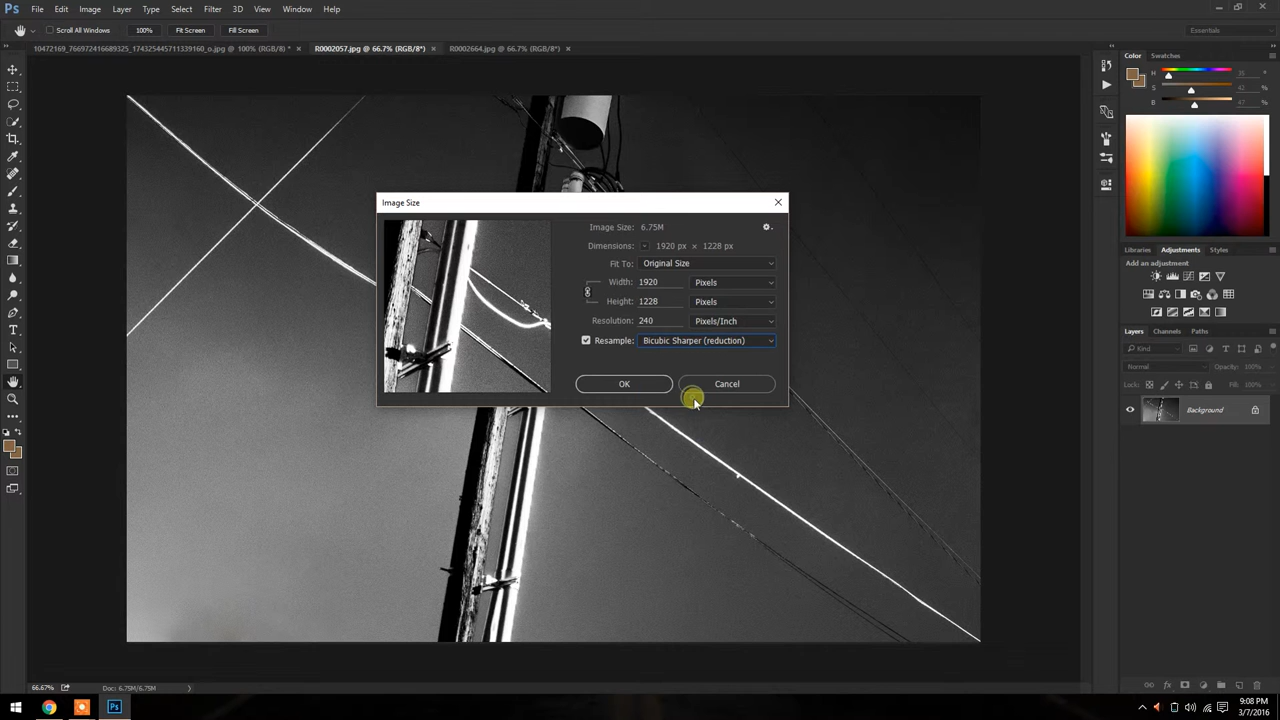 Ps File Edit Image Layer Type Select Filter 3D View Window Help
Scroll All Windows 100% Fit Screen Fill Screen Essentials
10472169_766972416689325_1743254457113391​60_o.jpg @ 100% (RGB/8) * × R0002057.jpg @ 66.7% (RGB/8*) × R0002664.jpg @ 66.7% (RGB/8*) ×
Color Swatches
H 35 °
S 42 %
B 47 %
Image Size
Image Size: 6.75M
Dimensions: 1920 px × 1228 px
Fit To: Original Size
Width: 1920 Pixels
Height: 1228 Pixels
Resolution: 240 Pixels/Inch
Resample: Bicubic Sharper (reduction)
OK Cancel
Libraries Adjustments Styles
Add an adjustment
Layers Channels Paths
Kind
Normal Opacity: 100%
Lock: Fill: 100%
Background
66.67% Doc: 6.75M/6.75M
Ps
9:08 PM
3/7/2016